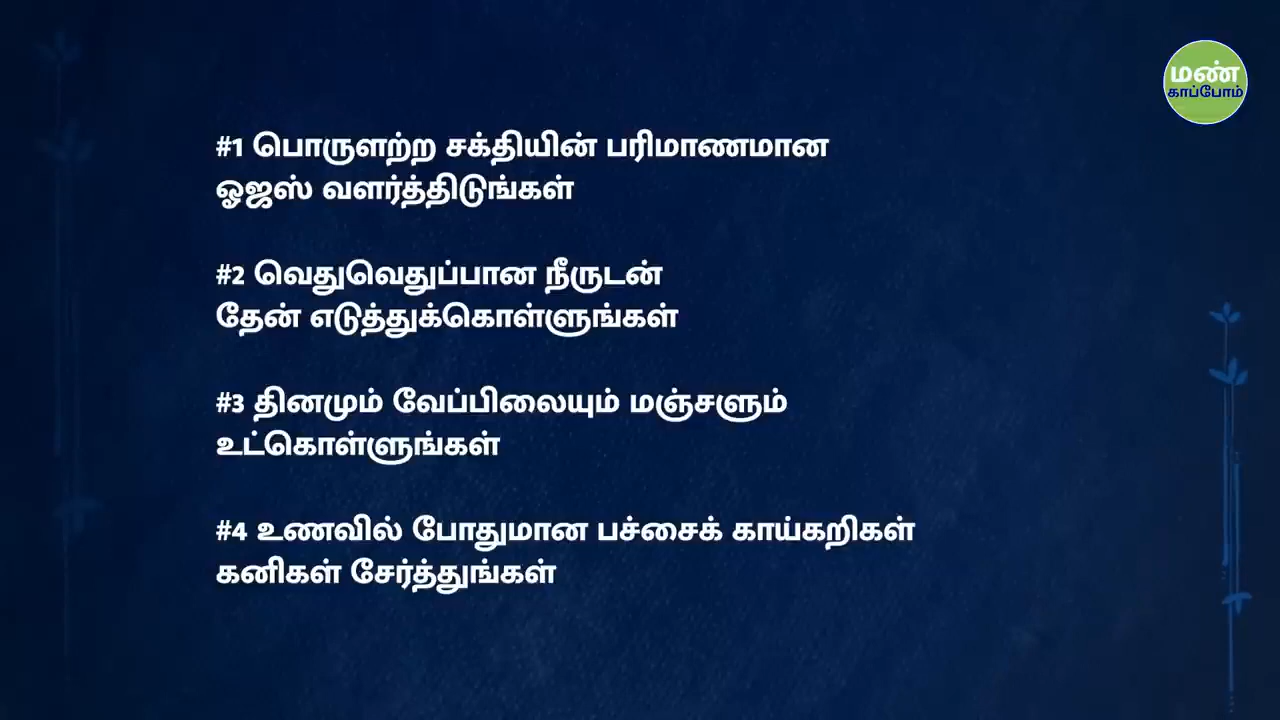 மண்
காப்போம்
#1 பொருளற்ற சக்தியின் பரிமாணமான
ஓஜஸ் வளர்த்திடுங்கள்
#2 வெதுவெதுப்பான நீருடன்
தேன் எடுத்துக்கொள்ளுங்கள்
#3 தினமும் வேப்பிலையும் மஞ்சளும்
உட்கொள்ளுங்கள்
#4 உணவில் போதுமான பச்சைக் காய்கறிகள்
கனிகள் சேர்த்துங்கள்